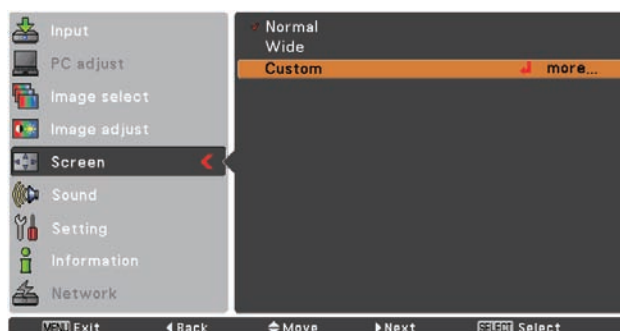 Input
PC adjust
Image select
Image adjust
Screen
Sound
Setting
Information
Network
Normal
Wide
Custom more...
MENU Exit ◀Back Move ▶Next SELECT Select